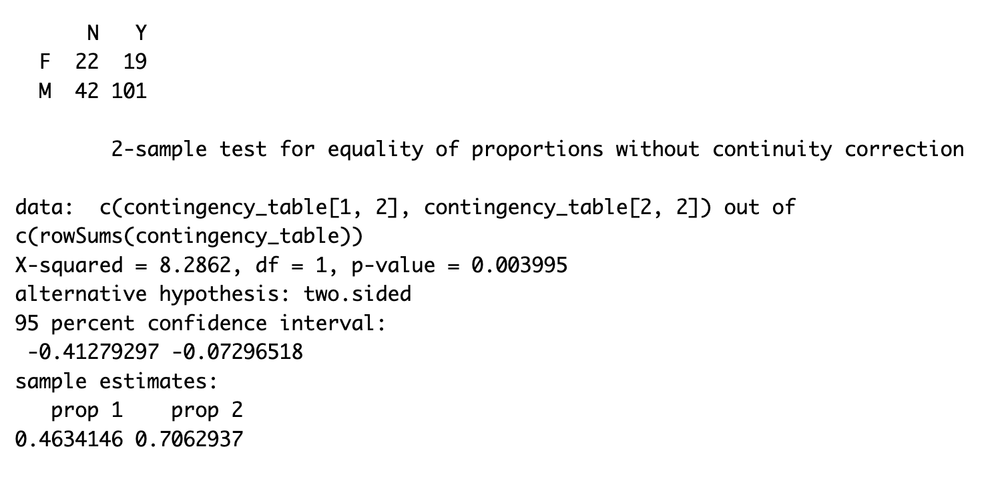 N Y
F 22 19
M 42 101
2-sample test for equality of proportions without continuity correction
data: c(contingency_table[1, 2], contingency_table[2, 2]) out of
c(rowSums(contingency_table))
X-squared = 8.2862, df = 1, p-value = 0.003995
alternative hypothesis: two.sided
95 percent confidence interval:
-0.41279297 -0.07296518
sample estimates:
prop 1 prop 2
0.4634146 0.7062937